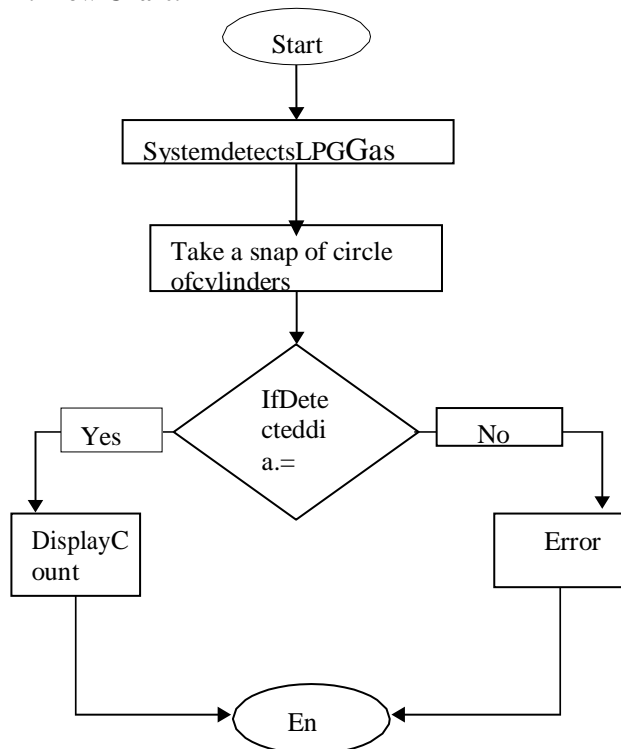 Start
SystemdetectsLPGGas
Take a snap of circle
ofcylinders
IfDete
cteddi
a.=
Yes
No
DisplayC
ount
Error
En